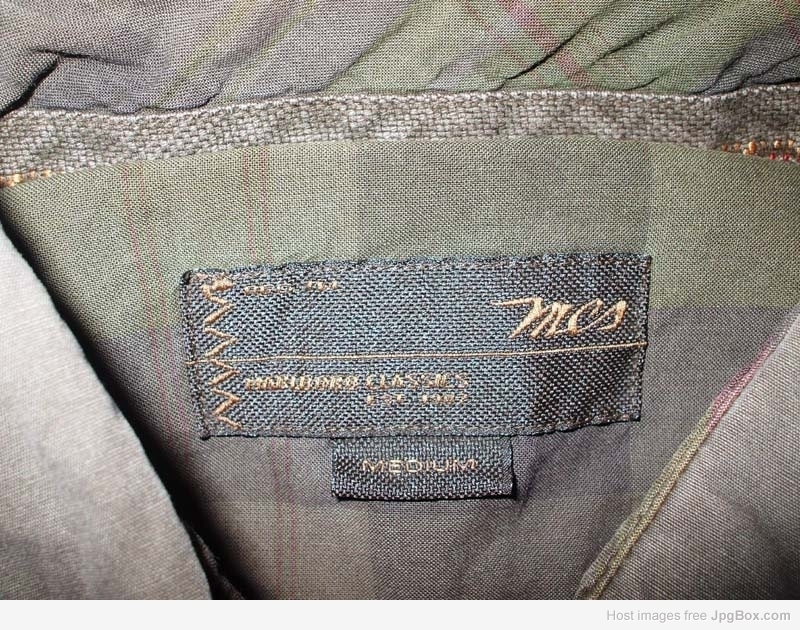 mcs
MARLBORO CLASSICS
MEDIUM
Host images free JpgBox.com